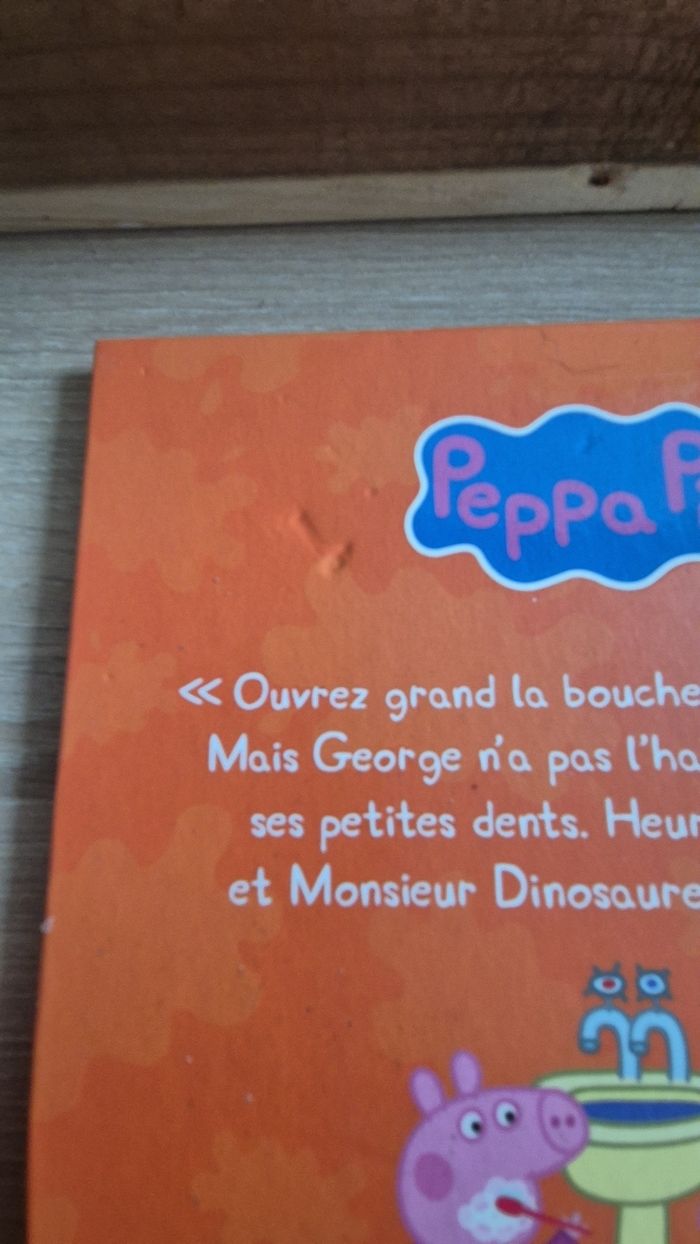 Peppa
« Ouvrez grand la bouche
Mais George n'a pas l'ha
ses petites dents. Heur
et Monsieur Dinosaure